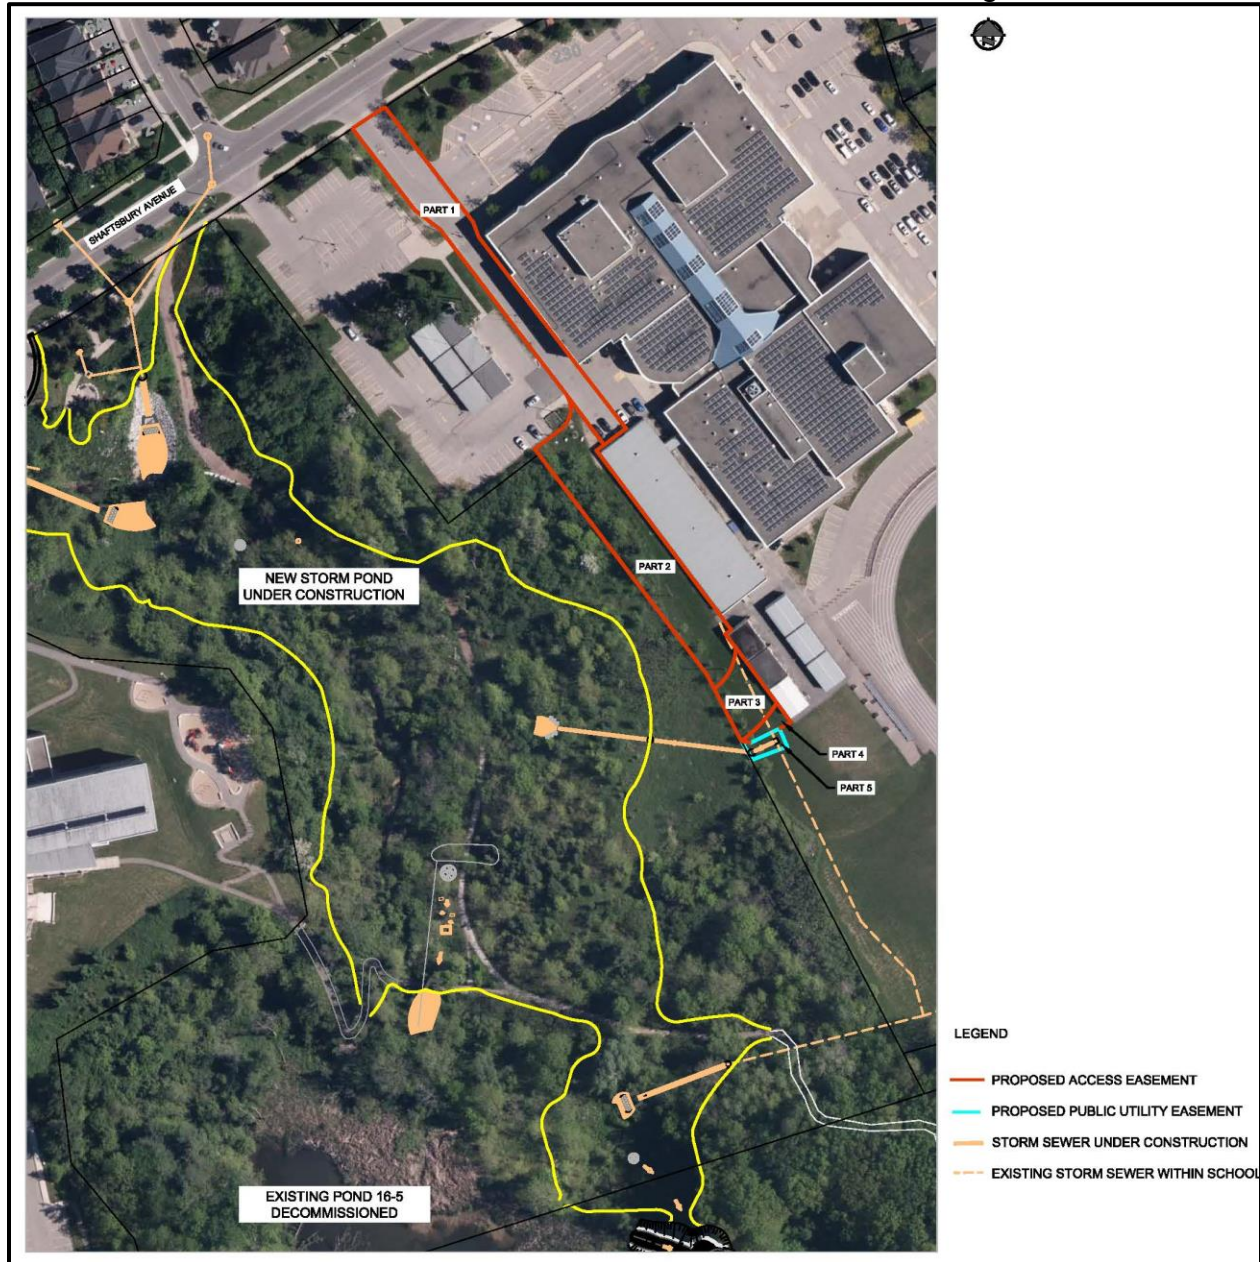 SHAFTSBURY AVENUE
PART 1
PART 2
NEW STORM POND
UNDER CONSTRUCTION
PART 3
PART 4
PART 5
EXISTING POND 16-5
DECOMMISSIONED
LEGEND
PROPOSED ACCESS EASEMENT
PROPOSED PUBLIC UTILITY EASEMENT
STORM SEWER UNDER CONSTRUCTION
EXISTING STORM SEWER WITHIN SCHOOL